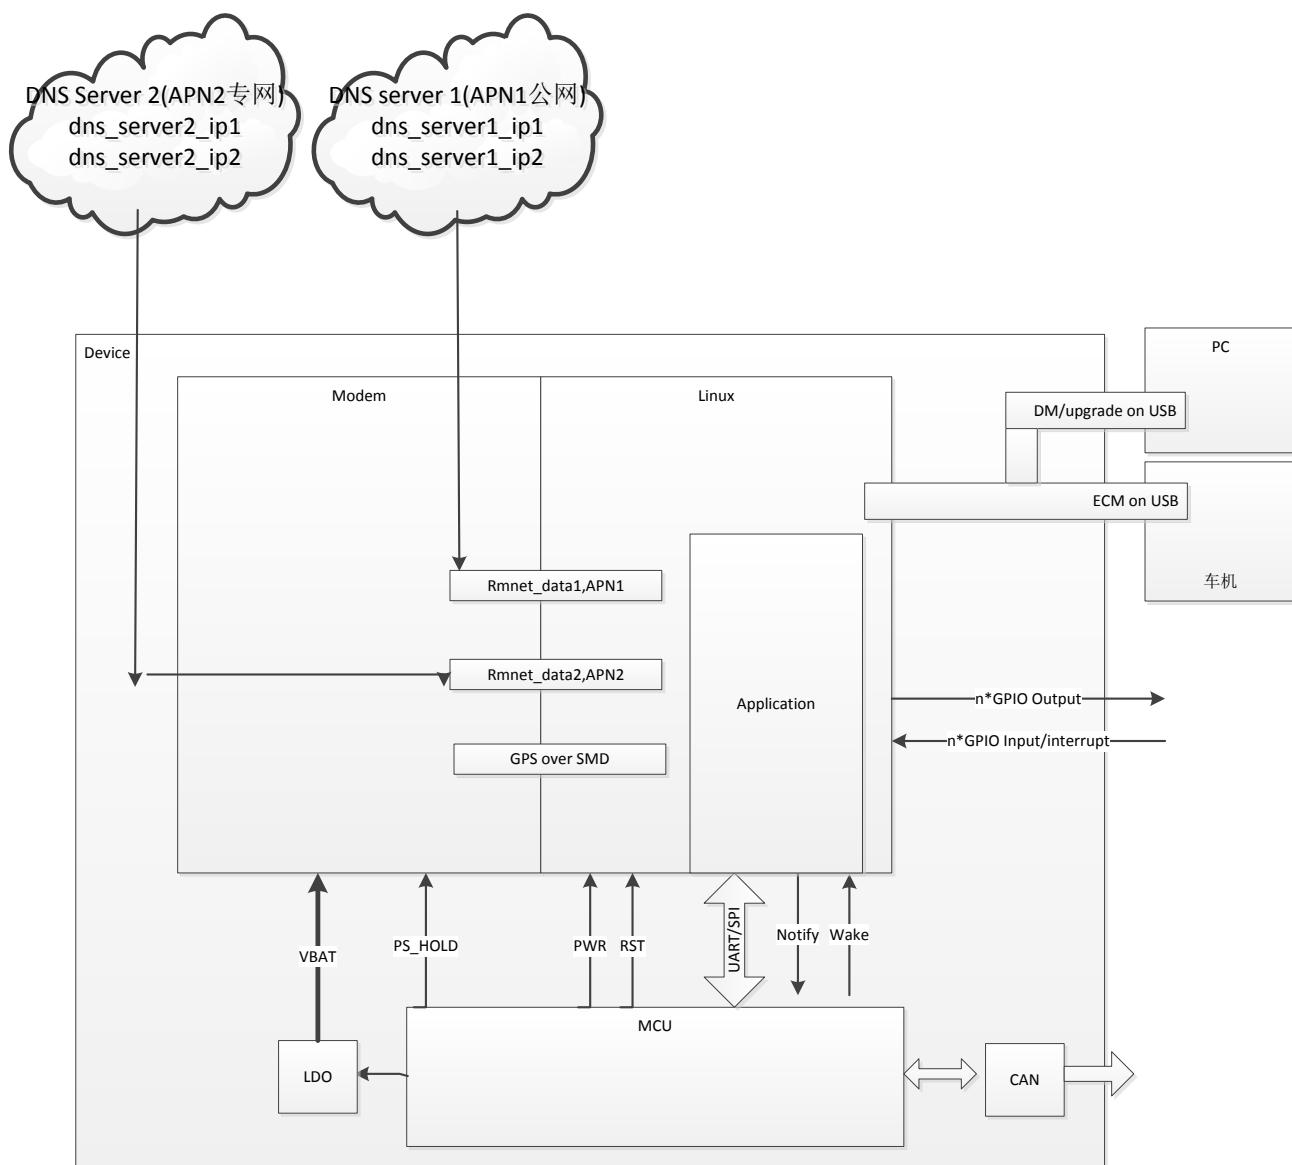 DNS Server 2(APN2专网)
dns_server2_ip1
dns_server2_ip2
DNS server 1(APN1公网)
dns_server1_ip1
dns_server1_ip2
Device
Modem
Linux
PC
DM/upgrade on USB
ECM on USB
车机
Rmnet_data1,APN1
Rmnet_data2,APN2
GPS over SMD
Application
n*GPIO Output
n*GPIO Input/interrupt
VBAT
PS_HOLD
PWR
RST
UART/SPI
Notify
Wake
MCU
LDO
CAN